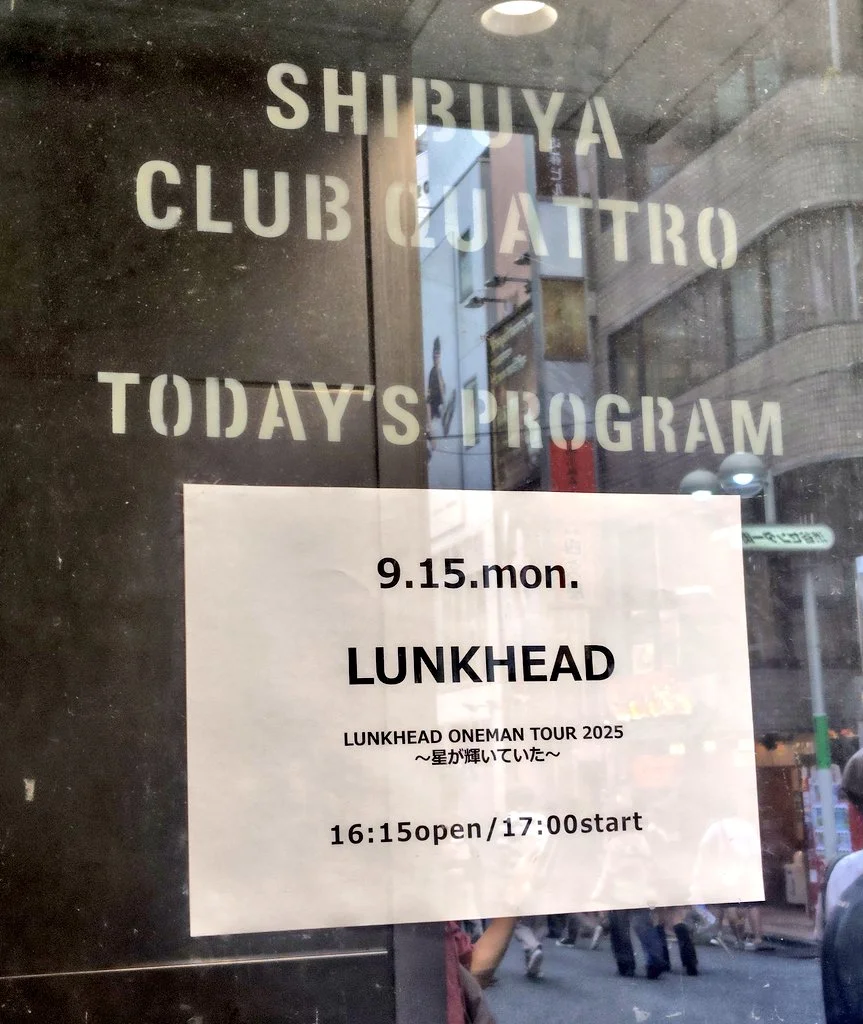 SHIBUYA
CLUB QUATTRO
TODAY'S PROGRAM
9.15.mon.
LUNKHEAD
LUNKHEAD ONEMAN TOUR 2025
～星が輝いていた～
16:15open/17:00start